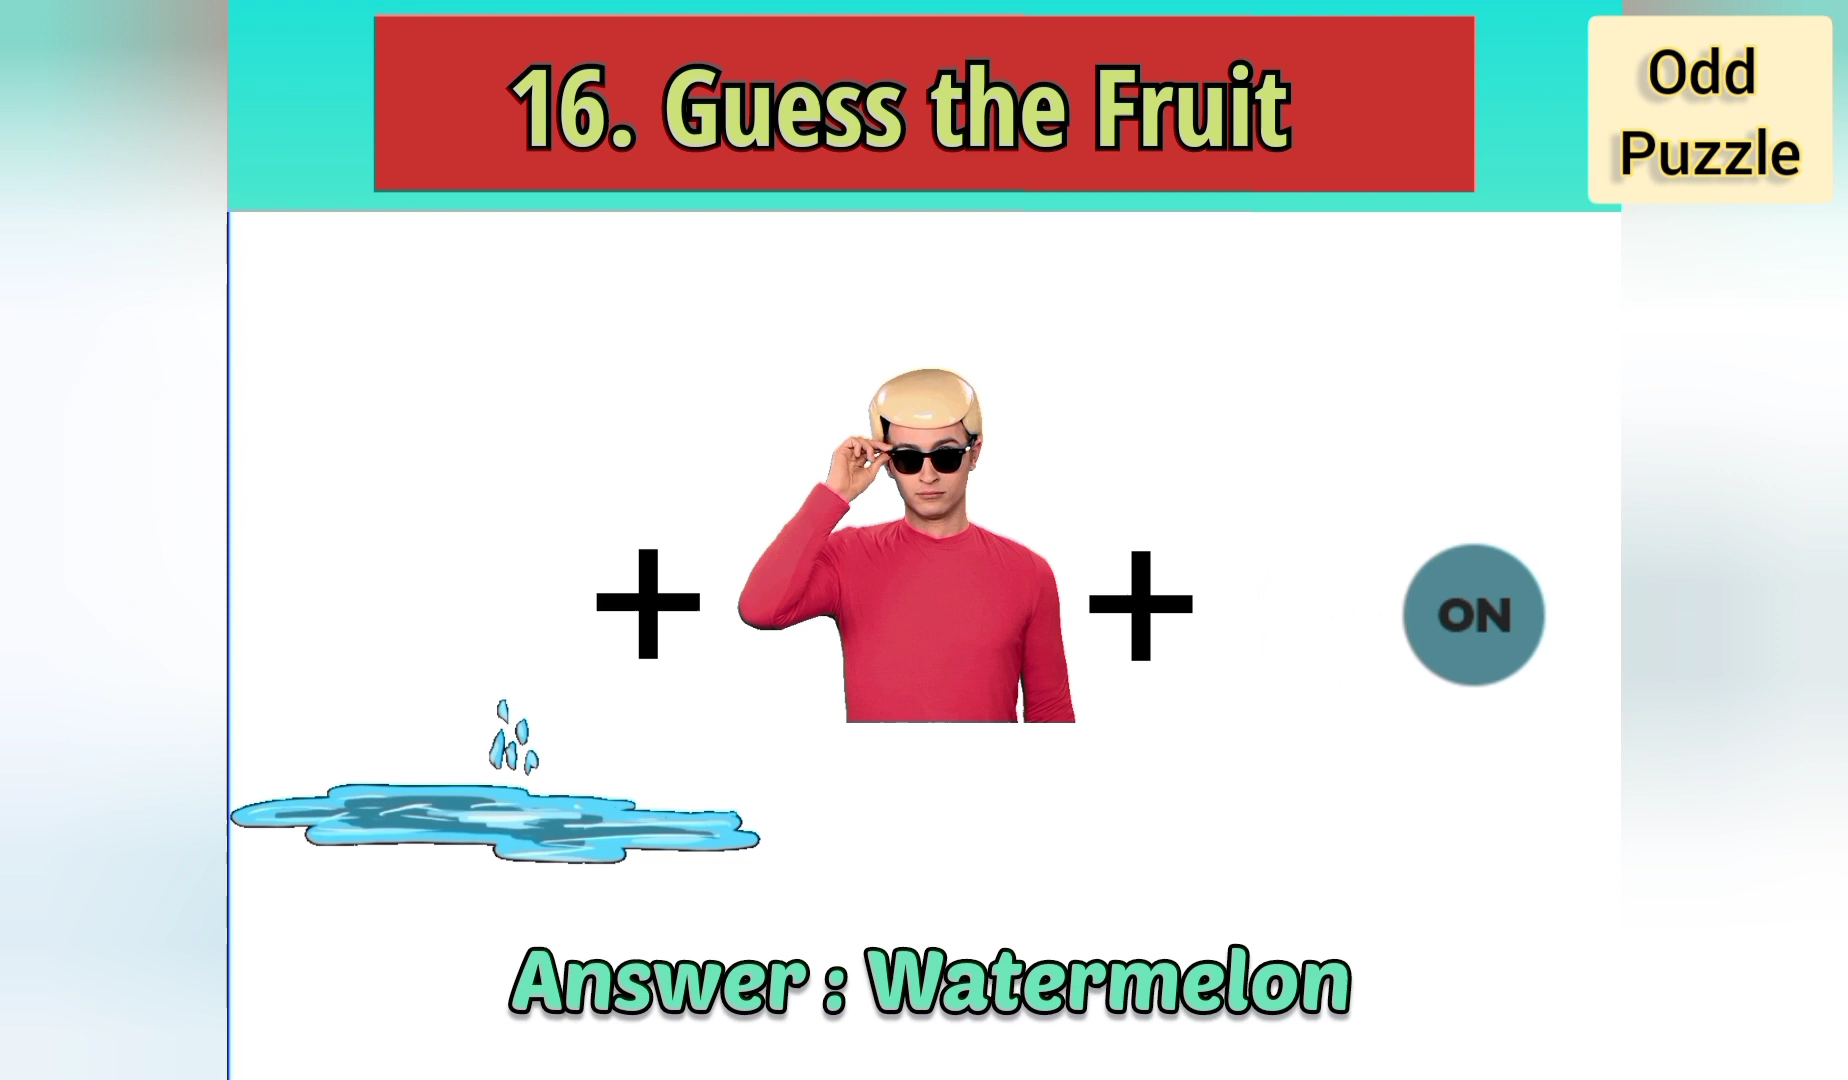 16. Guess the Fruit
Odd
Puzzle
ON
Answer : Watermelon